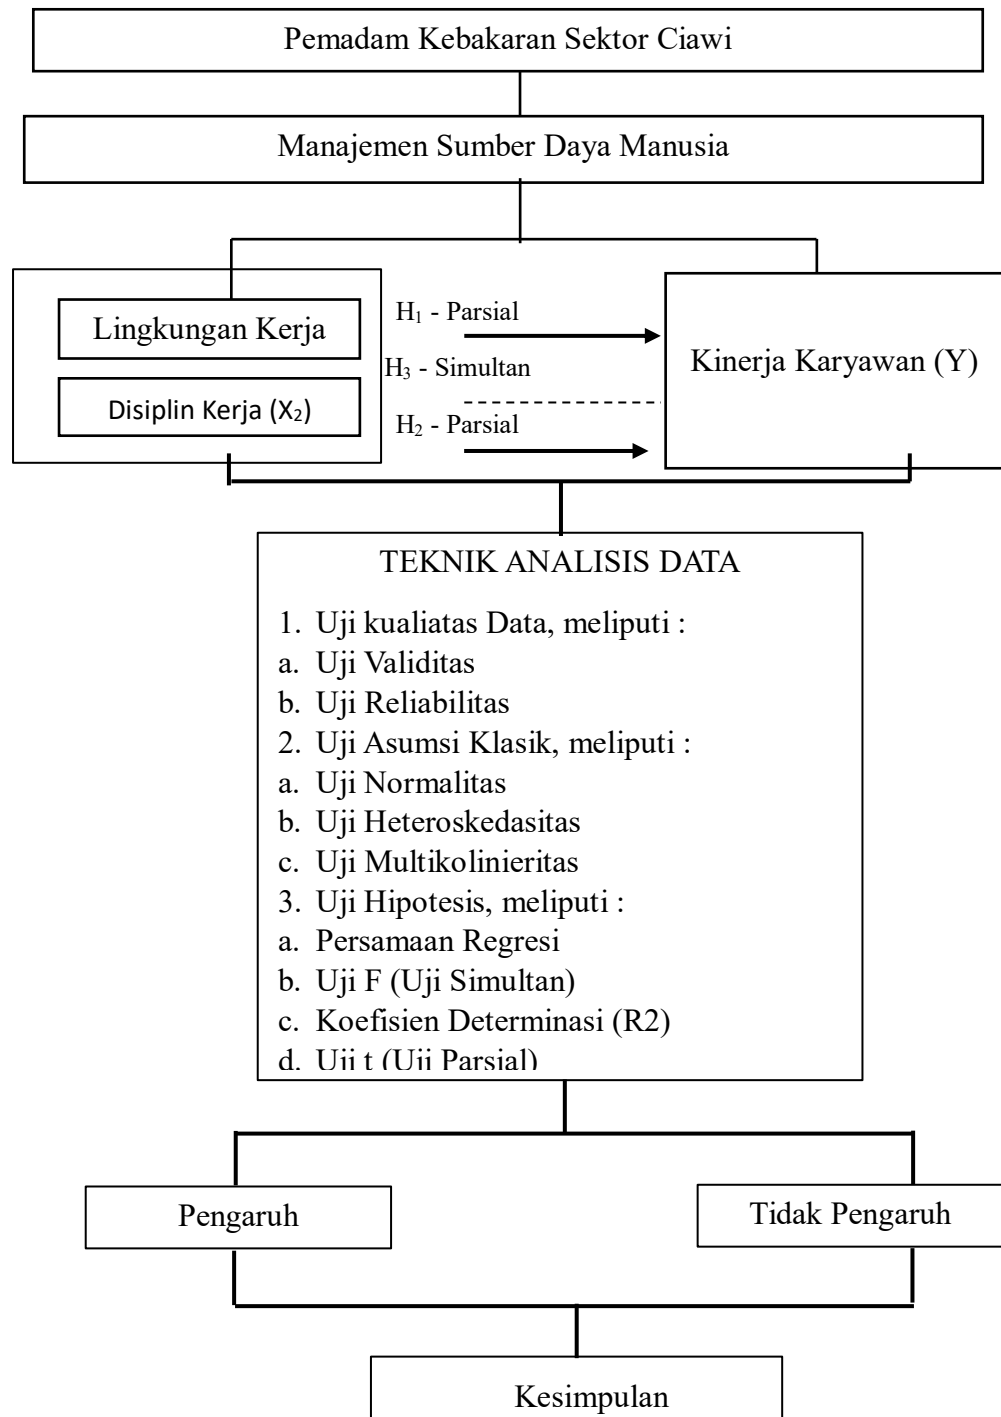 Pemadam Kebakaran Sektor Ciawi
Manajemen Sumber Daya Manusia
Lingkungan Kerja
Disiplin Kerja (X₂)
H₁ - Parsial
H₃ - Simultan
H₂ - Parsial
Kinerja Karyawan (Y)
TEKNIK ANALISIS DATA
1. Uji kualiatas Data, meliputi :
a. Uji Validitas
b. Uji Reliabilitas
2. Uji Asumsi Klasik, meliputi :
a. Uji Normalitas
b. Uji Heteroskedasitas
c. Uji Multikolinieritas
3. Uji Hipotesis, meliputi :
a. Persamaan Regresi
b. Uji F (Uji Simultan)
c. Koefisien Determinasi (R2)
d. Uji t (Uji Parsial)
Pengaruh
Tidak Pengaruh
Kesimpulan